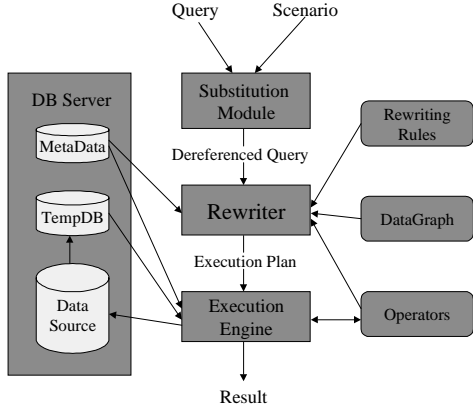 Query
Scenario
DB Server
Substitution
Module
MetaData
Rewriting
Rules
Dereferenced Query
TempDB
Rewriter
DataGraph
Execution Plan
Data
Source
Execution
Engine
Operators
Result